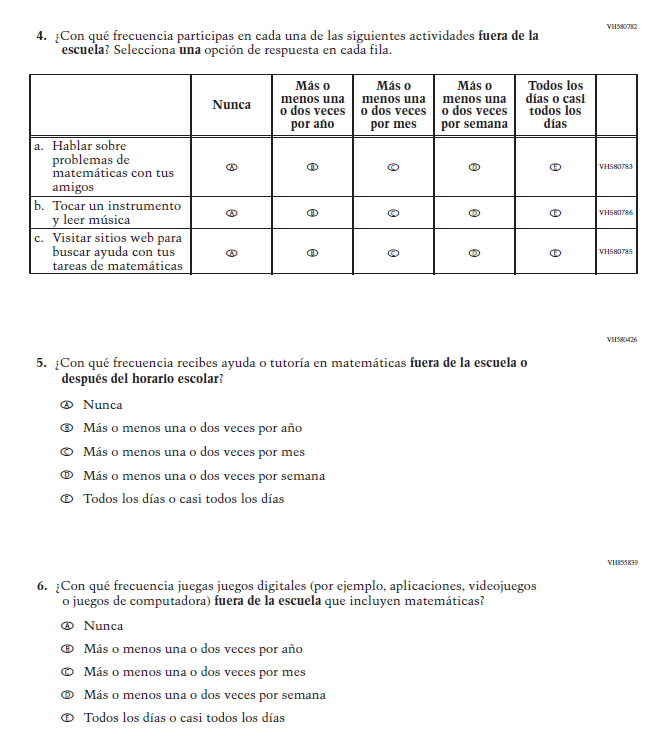 VH580782
4. ¿Con qué frecuencia participas en cada una de las siguientes actividades fuera de la
escuela? Selecciona una opción de respuesta en cada fila.
Nunca
Más o
menos una
o dos veces
por año
Más o
menos una
o dos veces
por mes
Más o
menos una
o dos veces
por semana
Todos los
días o casi
todos los
días
a. Hablar sobre
problemas de
matemáticas con tus
amigos
A B C D E VH580783
b. Tocar un instrumento
y leer música
A B C D E VH580786
c. Visitar sitios web para
buscar ayuda con tus
tareas de matemáticas
A B C D E VH580785
VH580426
5. ¿Con qué frecuencia recibes ayuda o tutoría en matemáticas fuera de la escuela o
después del horario escolar?
A Nunca
B Más o menos una o dos veces por año
C Más o menos una o dos veces por mes
D Más o menos una o dos veces por semana
E Todos los días o casi todos los días
VH855839
6. ¿Con qué frecuencia juegas juegos digitales (por ejemplo, aplicaciones, videojuegos
o juegos de computadora) fuera de la escuela que incluyen matemáticas?
A Nunca
B Más o menos una o dos veces por año
C Más o menos una o dos veces por mes
D Más o menos una o dos veces por semana
E Todos los días o casi todos los días